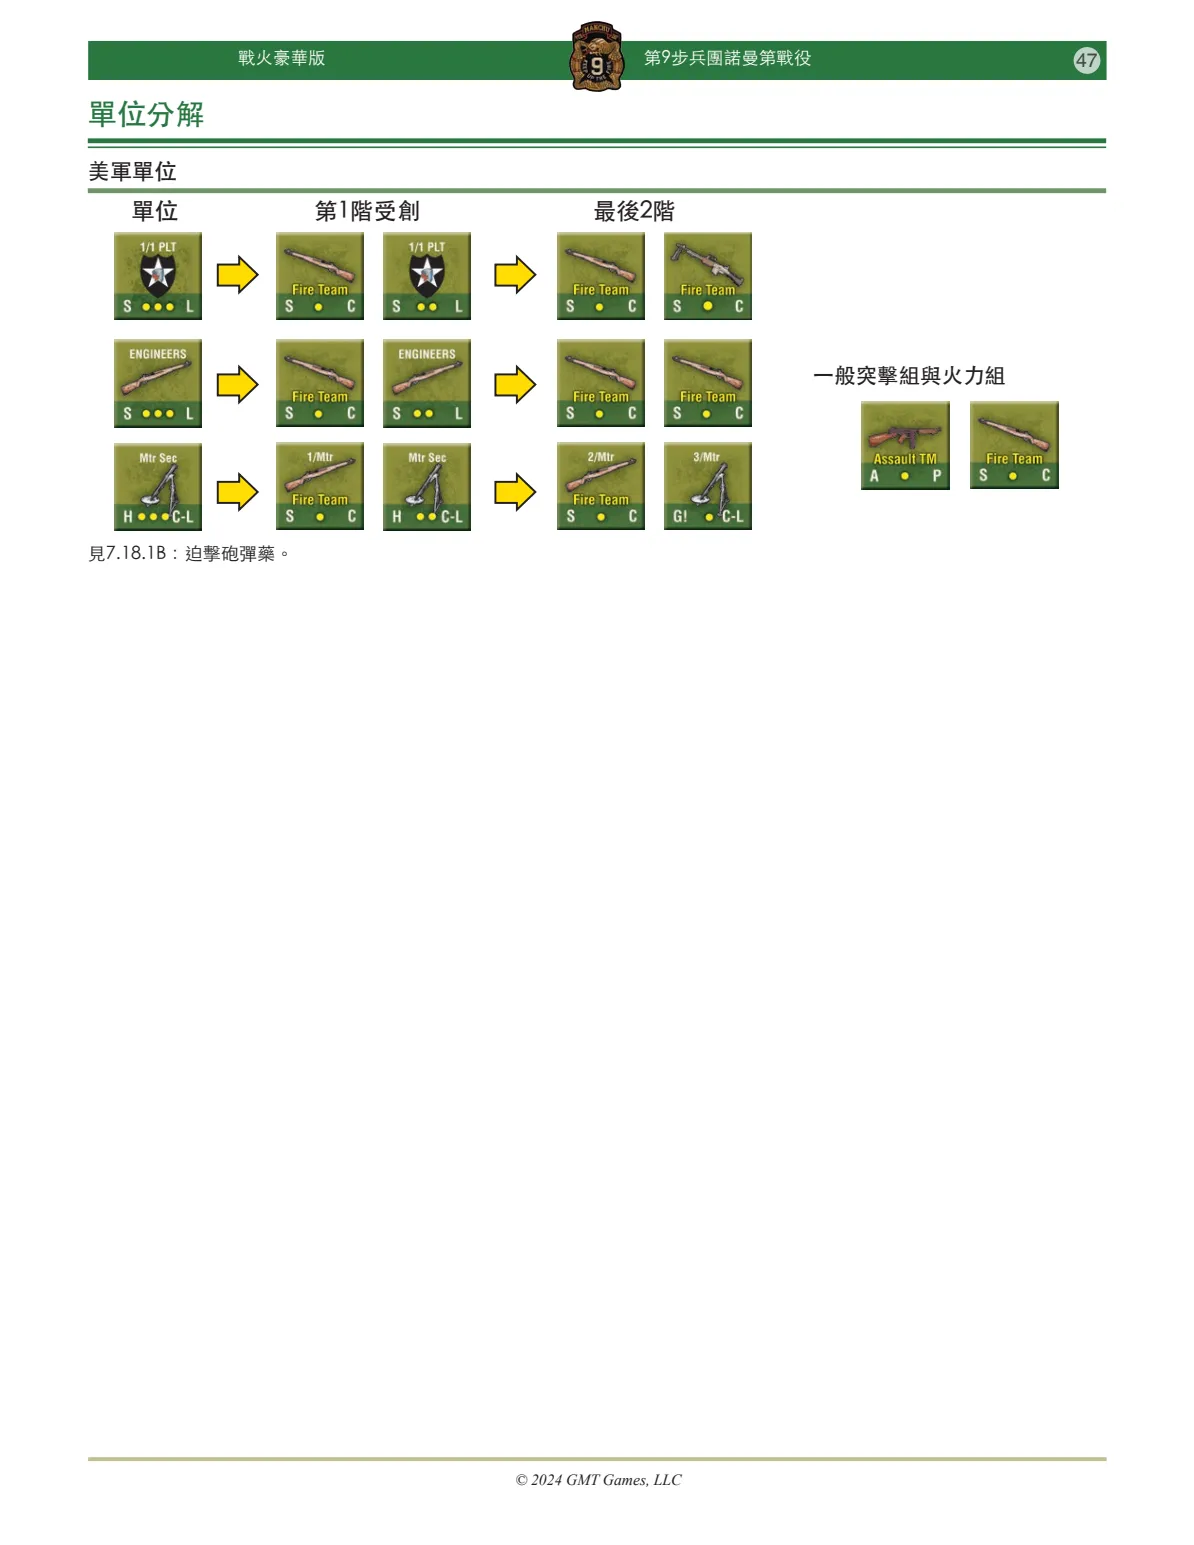 戰火豪華版
MANCHU
9
第9步兵團諾曼第戰役
47
單位分解
美軍單位
單位 第1階受創 最後2階
1/1 PLT 1/1 PLT
Fire Team Fire Team Fire Team
S L S C S L S C S C
ENGINEERS ENGINEERS
Fire Team Fire Team Fire Team
S L S C S L S C S C
一般突擊組與火力組
Assault TM Fire Team
A P S C
Mtr Sec 1/Mtr Mtr Sec 2/Mtr 3/Mtr
Fire Team Fire Team
H C-L S C H C-L S C G! C-L
見7.18.1B：迫擊砲彈藥。
© 2024 GMT Games, LLC